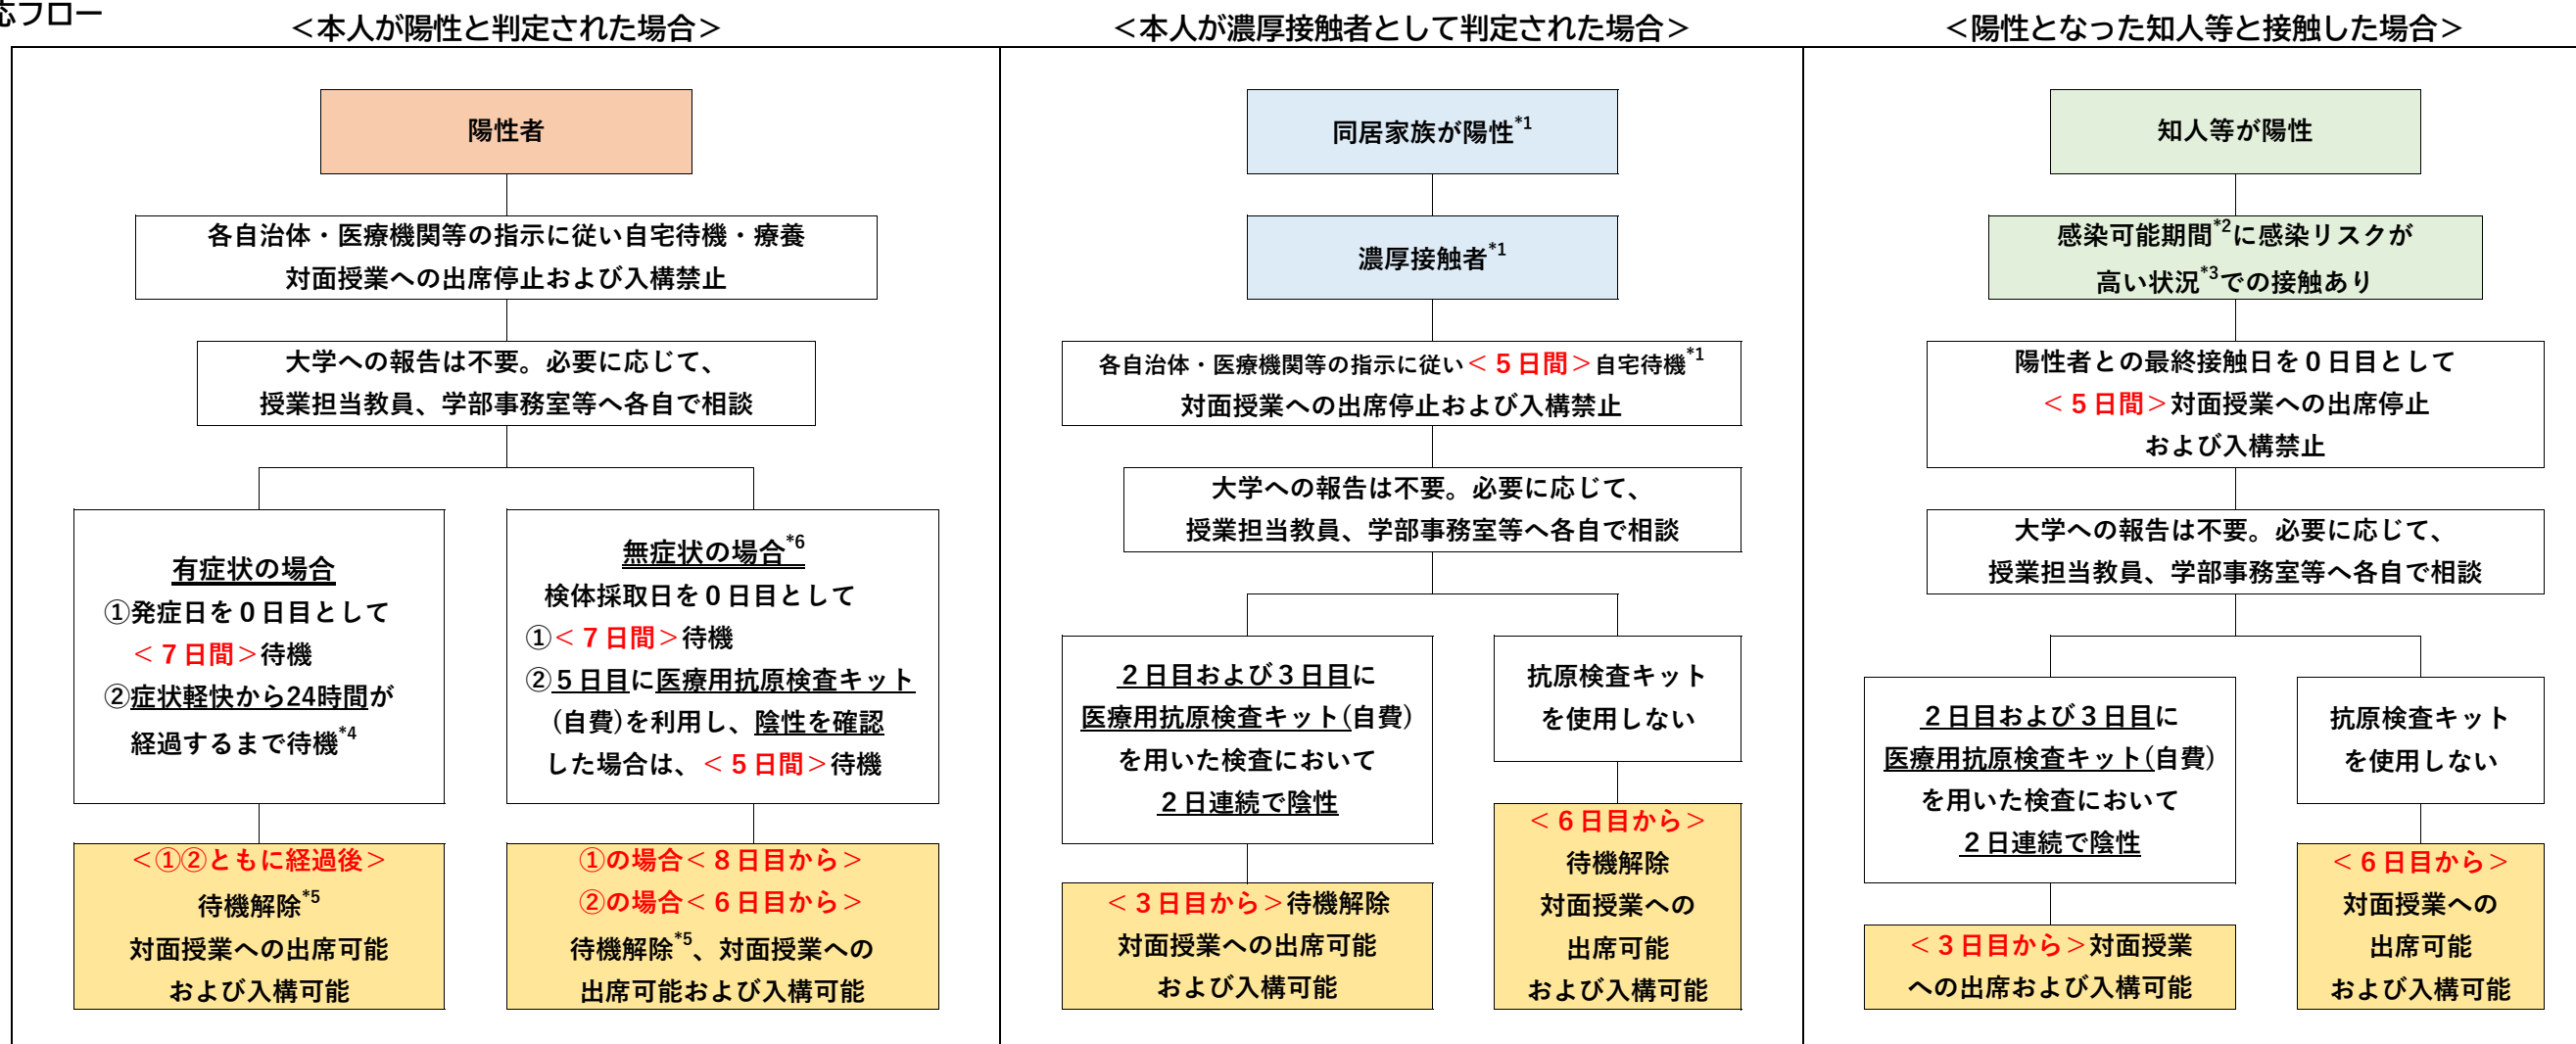 応フロー
＜本人が陽性と判定された場合＞
陽性者
各自治体・医療機関等の指示に従い自宅待機・療養
対面授業への出席停止および入構禁止
大学への報告は不要。必要に応じて、
授業担当教員、学部事務室等へ各自で相談
有症状の場合
①発症日を０日目として
＜７日間＞待機
②症状軽快から24時間が
経過するまで待機*4
＜①②ともに経過後＞
待機解除*5
対面授業への出席可能
および入構可能
無症状の場合*6
検体採取日を０日目として
①＜７日間＞待機
②５日目に医療用抗原検査キット
(自費)を利用し、陰性を確認
した場合は、＜５日間＞待機
①の場合＜８日目から＞
②の場合＜６日目から＞
待機解除*5、対面授業への
出席可能および入構可能
＜本人が濃厚接触者として判定された場合＞
同居家族が陽性*1
濃厚接触者*1
各自治体・医療機関等の指示に従い＜５日間＞自宅待機*1
対面授業への出席停止および入構禁止
大学への報告は不要。必要に応じて、
授業担当教員、学部事務室等へ各自で相談
２日目および３日目に
医療用抗原検査キット(自費)
を用いた検査において
２日連続で陰性
＜３日目から＞待機解除
対面授業への出席可能
および入構可能
抗原検査キット
を使用しない
＜６日目から＞
待機解除
対面授業への
出席可能
および入構可能
＜陽性となった知人等と接触した場合＞
知人等が陽性
感染可能期間*2に感染リスクが
高い状況*3での接触あり
陽性者との最終接触日を０日目として
＜５日間＞対面授業への出席停止
および入構禁止
大学への報告は不要。必要に応じて、
授業担当教員、学部事務室等へ各自で相談
２日目および３日目に
医療用抗原検査キット(自費)
を用いた検査において
２日連続で陰性
＜３日目から＞対面授業
への出席および入構可能
抗原検査キット
を使用しない
＜６日目から＞
対面授業への
出席可能
および入構可能